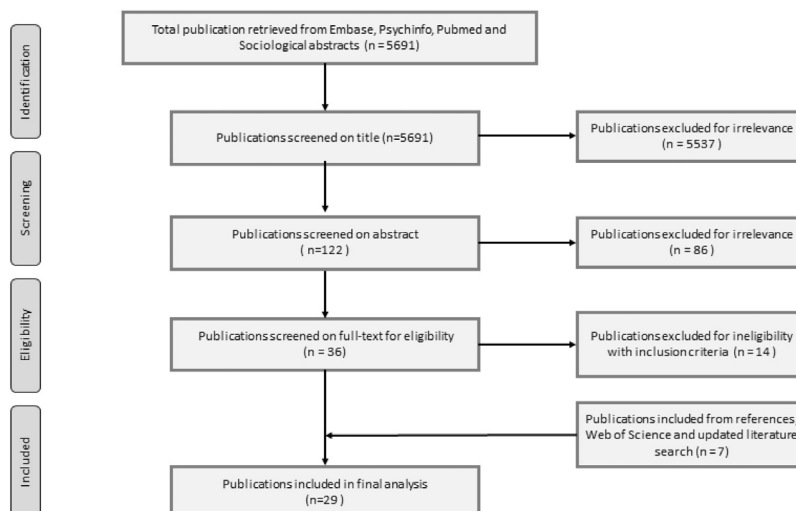 Identification
Total publication retrieved from Embase, Psychinfo, Pubmed and
Sociological abstracts (n = 5691)
Publications screened on title (n=5691)
Publications excluded for irrelevance
(n = 5537 )
Screening
Publications screened on abstract
( n=122)
Publications excluded for irrelevance
(n = 86)
Eligibility
Publications screened on full-text for eligibility
(n = 36)
Publications excluded for ineligibility
with inclusion criteria (n = 14)
Included
Publications included from references,
Web of Science and updated literature
search (n = 7)
Publications included in final analysis
(n=29 )